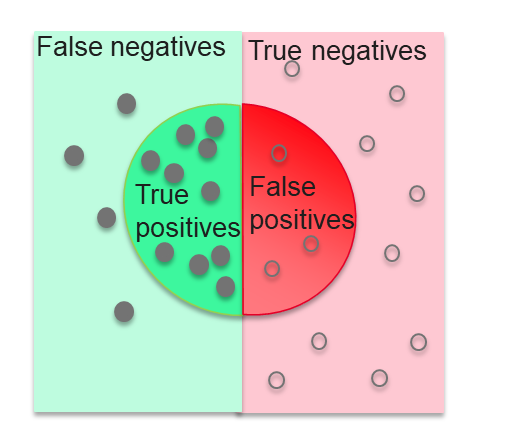 False negatives
True negatives
True
positives
False
positives